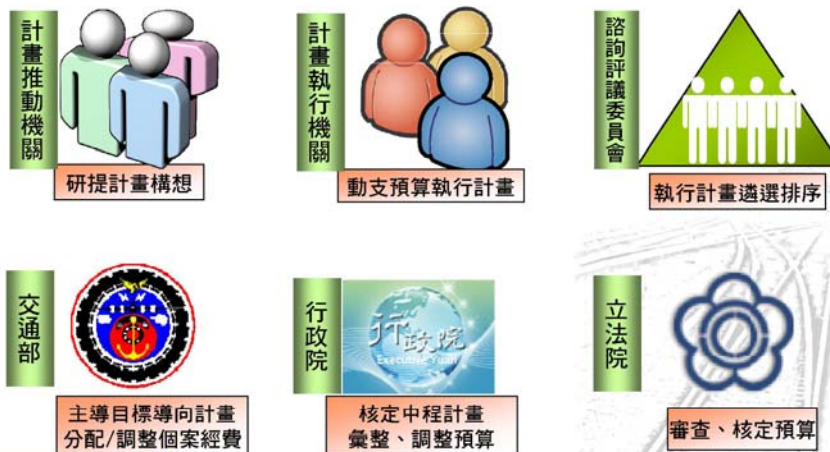 計畫推動機關
研提計畫構想
計畫執行機關
動支預算執行計畫
諮詢評議委員會
執行計畫遴選排序
交通部
主導目標導向計畫
分配/調整個案經費
行政院
行政院
Executive Yuan
核定中程計畫
彙整、調整預算
立法院
審查、核定預算